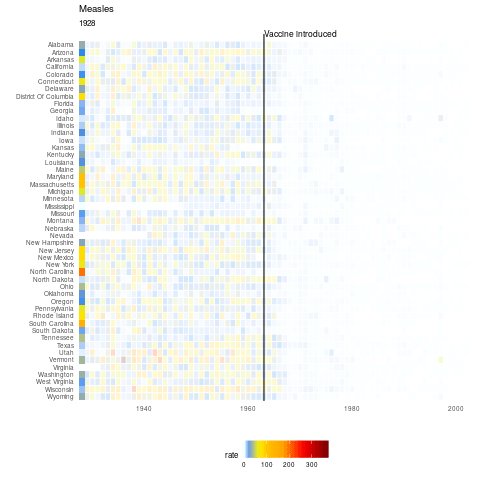 Measles
1928
Vaccine introduced
Alabama
Arizona
Arkansas
California
Colorado
Connecticut
Delaware
District Of Columbia
Florida
Georgia
Idaho
Illinois
Indiana
Iowa
Kansas
Kentucky
Louisiana
Maine
Maryland
Massachusetts
Michigan
Minnesota
Mississippi
Missouri
Montana
Nebraska
Nevada
New Hampshire
New Jersey
New Mexico
New York
North Carolina
North Dakota
Ohio
Oklahoma
Oregon
Pennsylvania
Rhode Island
South Carolina
South Dakota
Tennessee
Texas
Utah
Vermont
Virginia
Washington
West Virginia
Wisconsin
Wyoming
1940 1960 1980 2000
rate
0 100 200 300